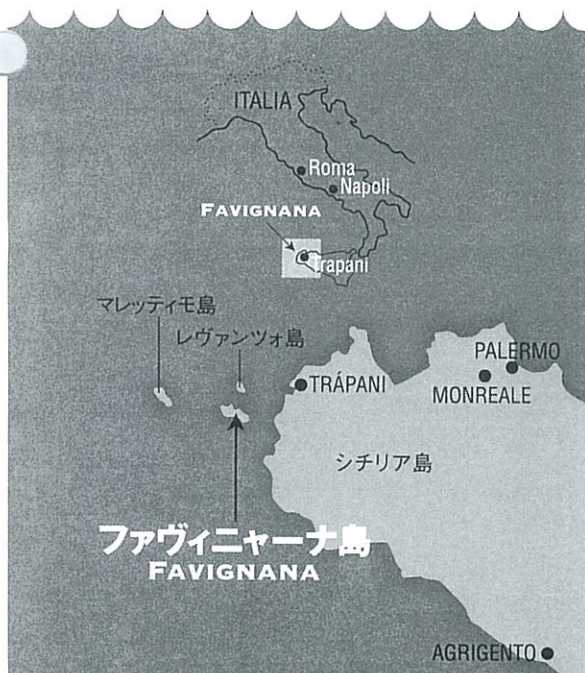 ITALIA
Roma
Napoli
FAVIGNANA
Trapani
マレッティモ島
レヴァンツォ島
PALERMO
TRÁPANI
MONREALE
シチリア島
ファヴィニャーナ島
FAVIGNANA
AGRIGENTO